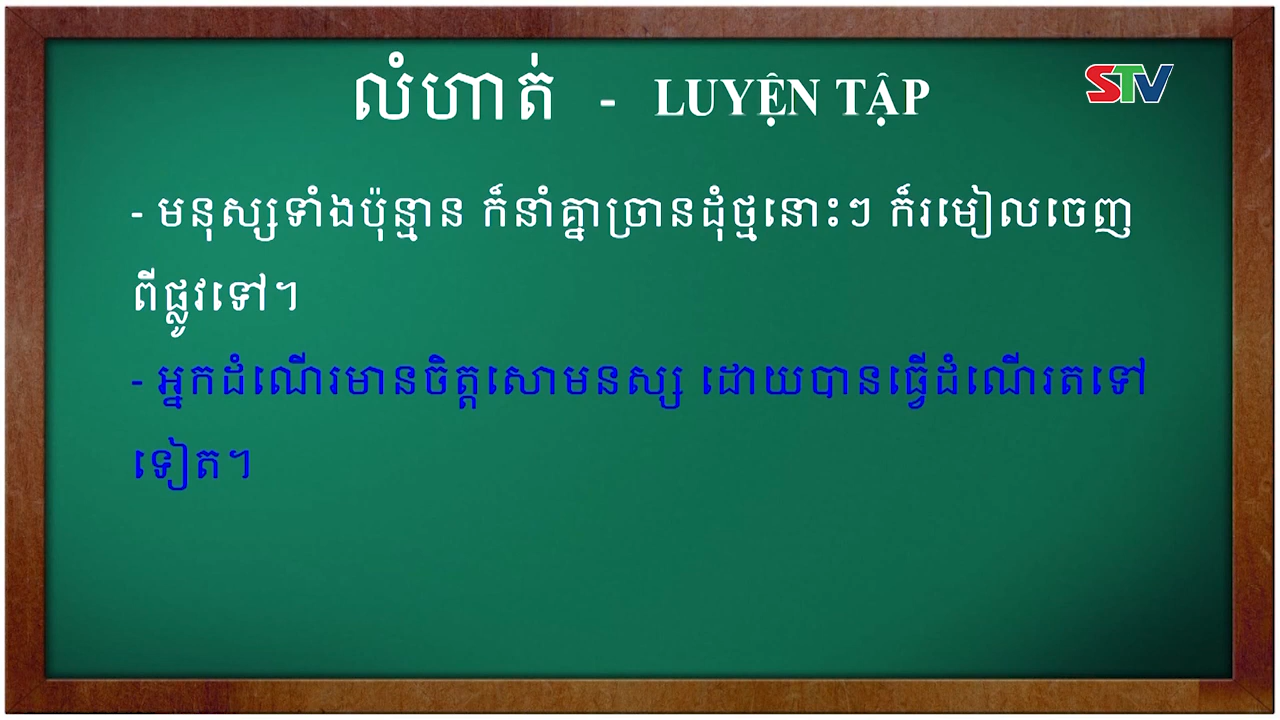 លំហាត់ - LUYỆN TẬP
STV
- មនុស្សទាំងប៉ុន្មាន ក៏នាំគ្នាច្រានដុំថ្មនោះៗ ក៏រមៀលចេញ
ពីផ្លូវទៅ។
- អ្នកដំណើរមានចិត្តសោមនស្ស ដោយបានធ្វើដំណើរតទៅ
ទៀត។